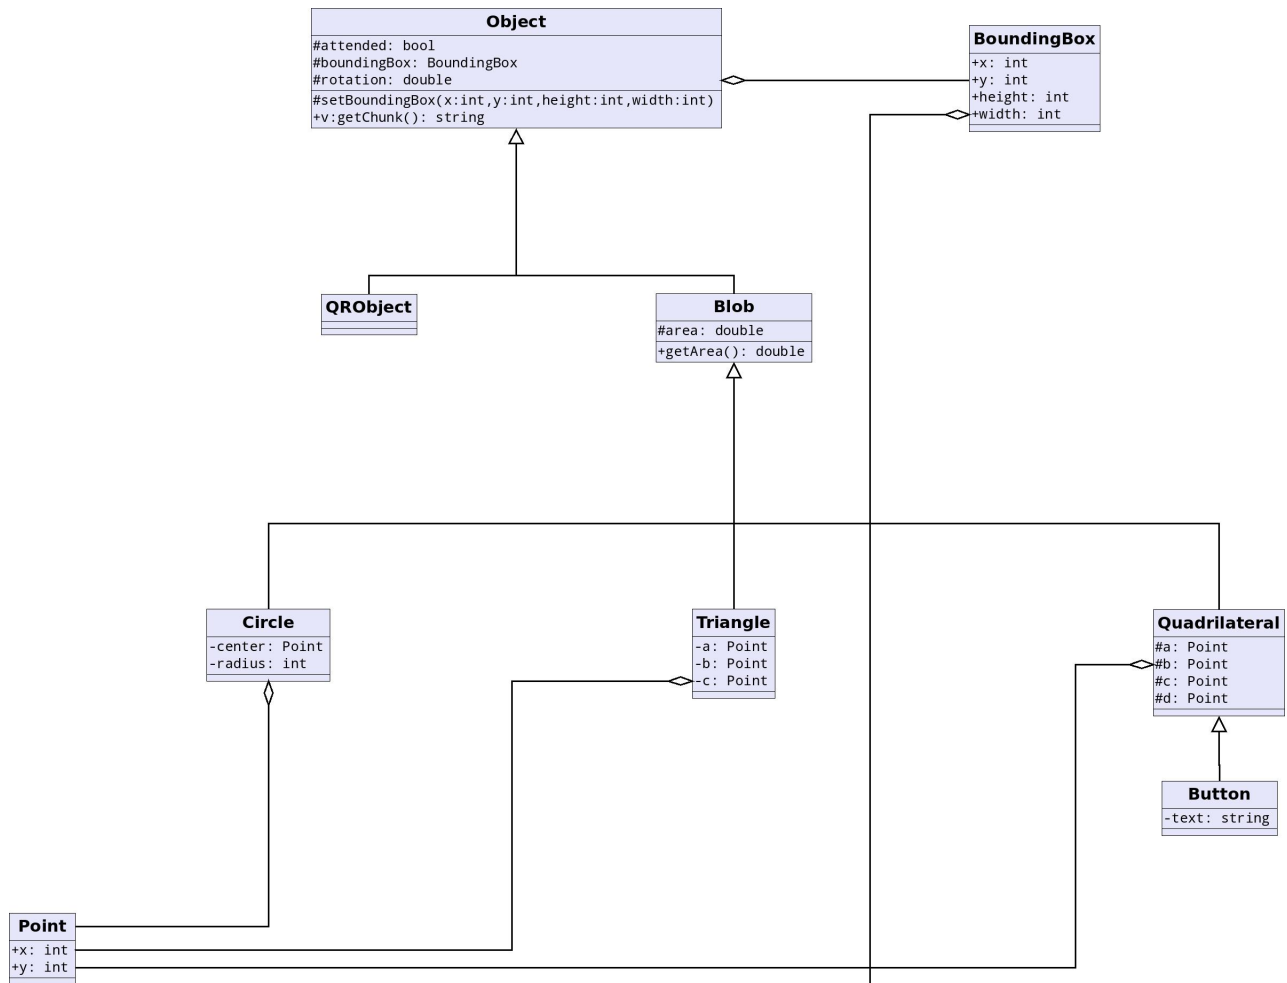 Object
#attended: bool
#boundingBox: BoundingBox
#rotation: double
#setBoundingBox(x:int,y:int,height:int,width:int)
+v:getChunk(): string
BoundingBox
+x: int
+y: int
+height: int
+width: int
QRObject
Blob
#area: double
+getArea(): double
Circle
-center: Point
-radius: int
Triangle
-a: Point
-b: Point
-c: Point
Quadrilateral
#a: Point
#b: Point
#c: Point
#d: Point
Button
-text: string
Point
+x: int
+y: int